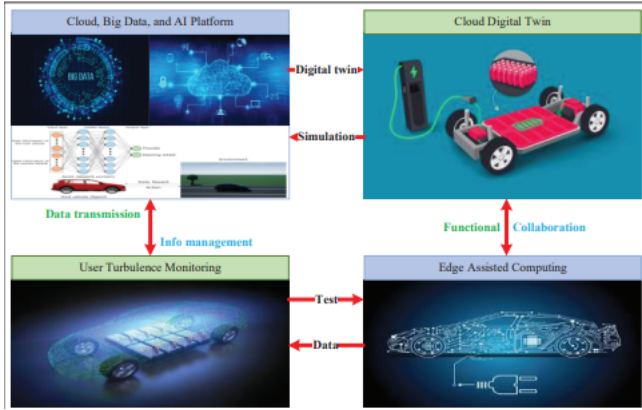 Cloud, Big Data, and AI Platform
Cloud Digital Twin
BIG DATA
Digital twin
Simulation
Environment
Data transmission
Info management
Functional
Collaboration
User Turbulence Monitoring
Edge Assisted Computing
Test
Data